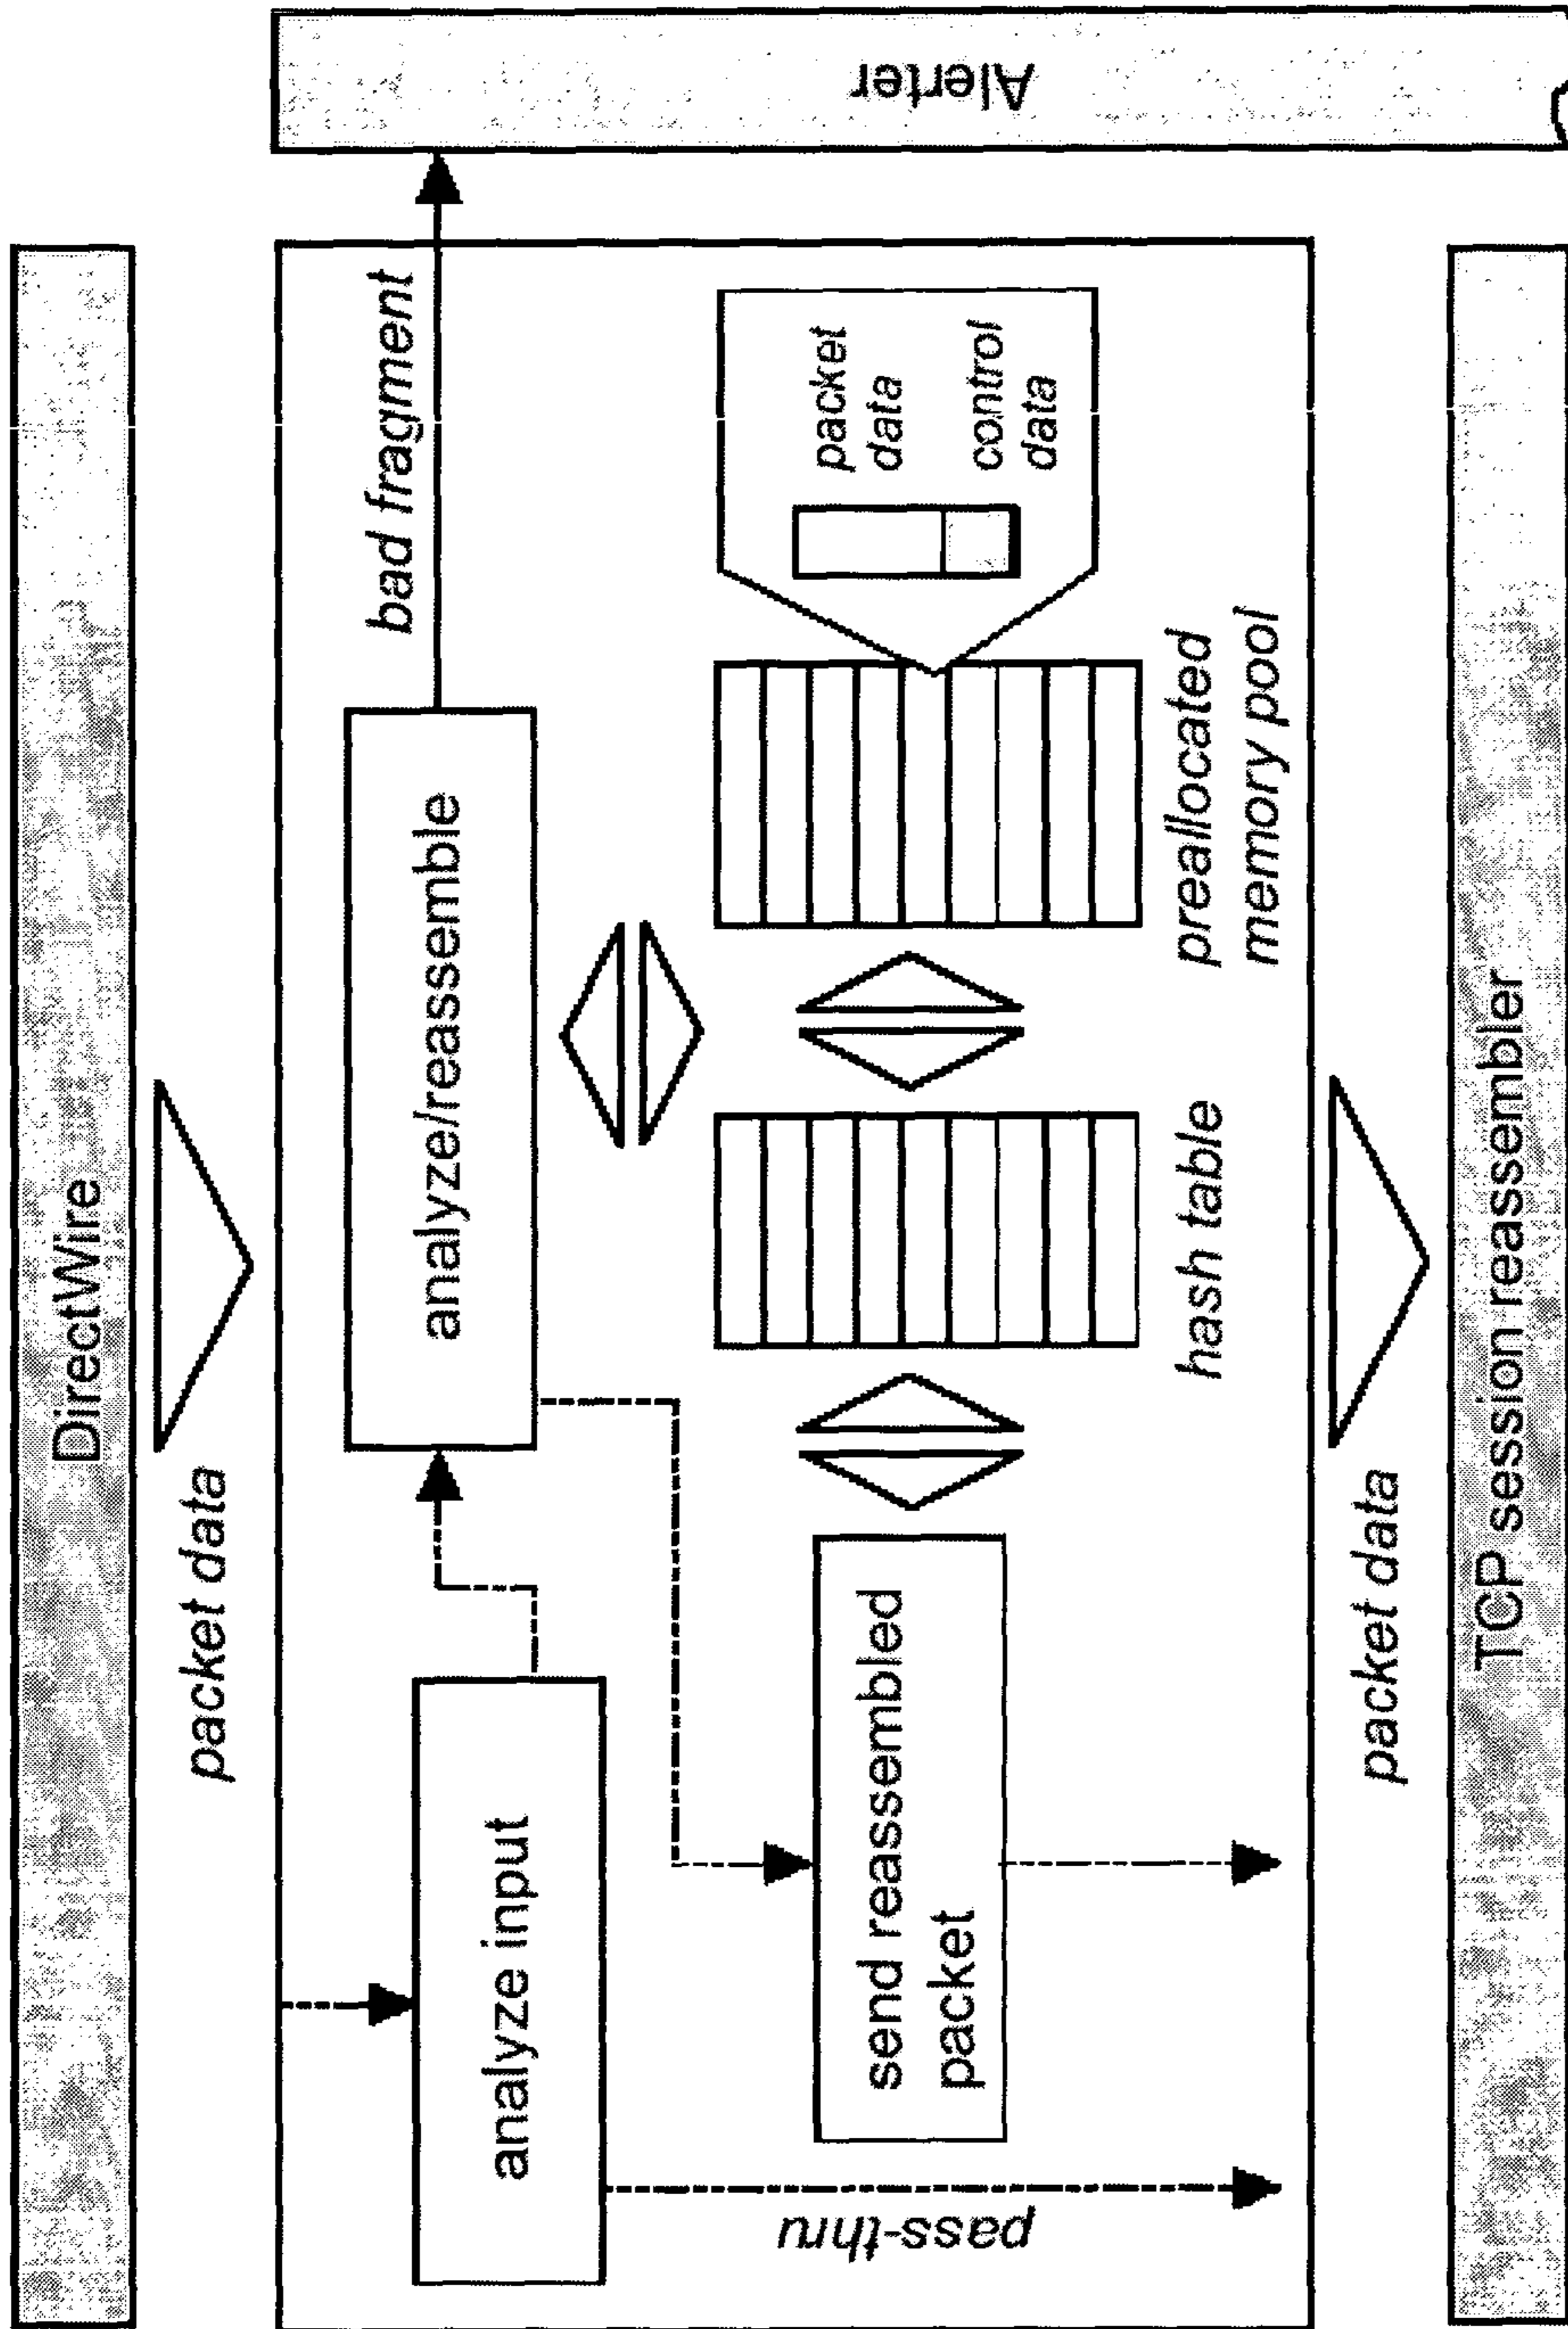 DirectWire
packet data
Alerter
bad fragment
analyze input
analyze/reassemble
send reassembled
packet
pass-thru
hash table
preallocated
memory pool
packet
data
control
data
packet data
TCP session reassembler